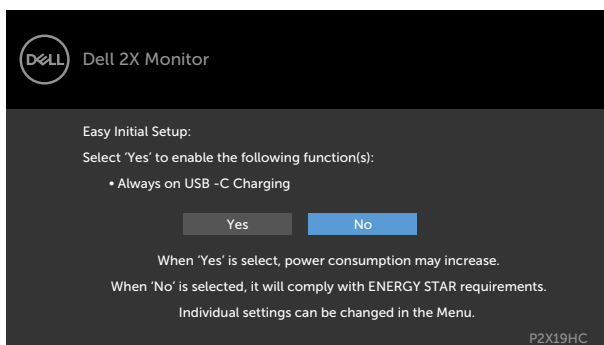 DELL Dell 2X Monitor
Easy Initial Setup:
Select ‘Yes’ to enable the following function(s):
• Always on USB -C Charging
Yes No
When ‘Yes’ is select, power consumption may increase.
When ‘No’ is selected, it will comply with ENERGY STAR requirements.
Individual settings can be changed in the Menu.
P2X19HC